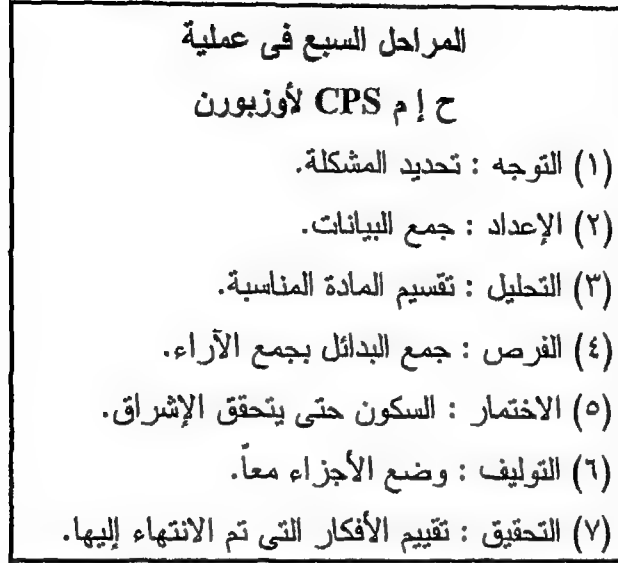 المراحل السبع فى عملية
ح إ م CPS لأوزبورن
(١) التوجه : تحديد المشكلة.
(٢) الإعداد : جمع البيانات.
(٣) التحليل : تقسيم المادة المناسبة.
(٤) الفرص : جمع البدائل بجمع الآراء.
(٥) الاختمار : السكون حتى يتحقق الإشراق.
(٦) التوليف : وضع الأجزاء معاً.
(٧) التحقيق : تقييم الأفكار التى تم الانتهاء إليها.